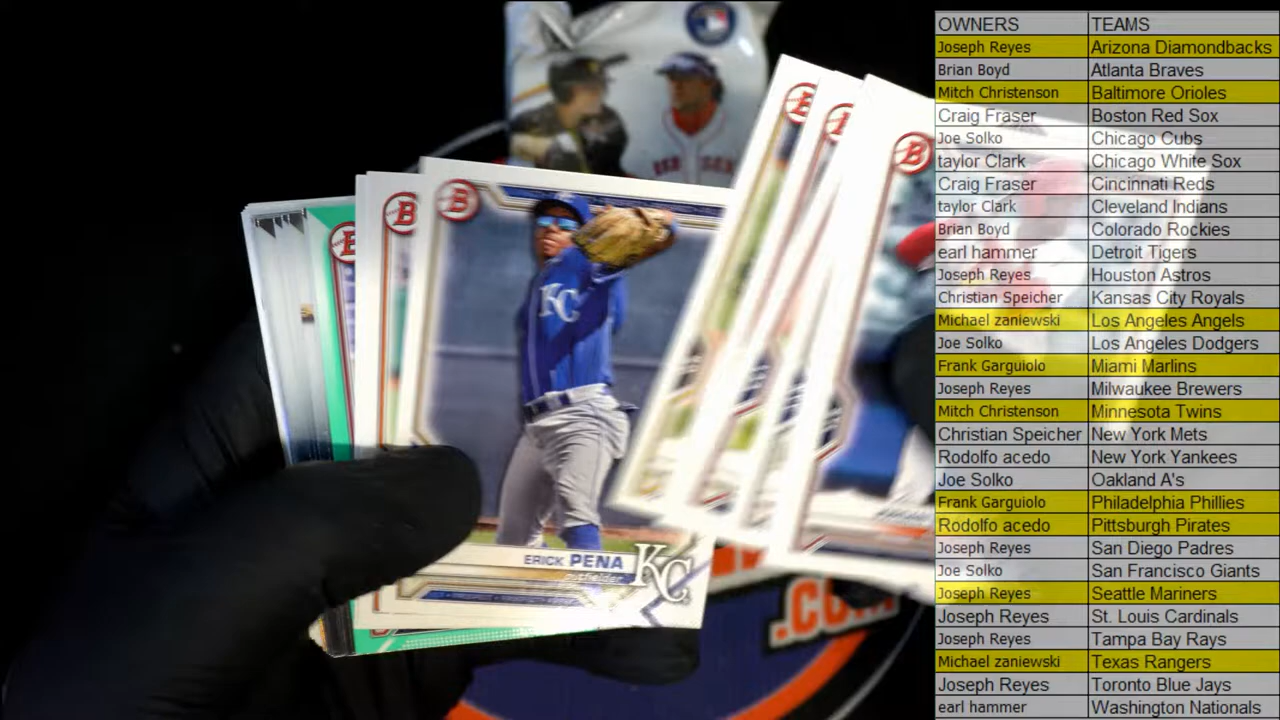 OWNERS TEAMS
Joseph Reyes Arizona Diamondbacks
Brian Boyd Atlanta Braves
Mitch Christenson Baltimore Orioles
Craig Fraser Boston Red Sox
Joe Solko Chicago Cubs
taylor Clark Chicago White Sox
Craig Fraser Cincinnati Reds
taylor Clark Cleveland Indians
Brian Boyd Colorado Rockies
earl hammer Detroit Tigers
Joseph Reyes Houston Astros
Christian Speicher Kansas City Royals
Michael zaniewski Los Angeles Angels
Joe Solko Los Angeles Dodgers
Frank Garguiolo Miami Marlins
Joseph Reyes Milwaukee Brewers
Mitch Christenson Minnesota Twins
Christian Speicher New York Mets
Rodolfo acedo New York Yankees
Joe Solko Oakland A's
Frank Garguiolo Philadelphia Phillies
Rodolfo acedo Pittsburgh Pirates
Joseph Reyes San Diego Padres
Joe Solko San Francisco Giants
Joseph Reyes Seattle Mariners
Joseph Reyes St. Louis Cardinals
Joseph Reyes Tampa Bay Rays
Michael zaniewski Texas Rangers
Joseph Reyes Toronto Blue Jays
earl hammer Washington Nationals
B
B
B
B
KC
ERICK PENA
Outfielder
KC
.COM